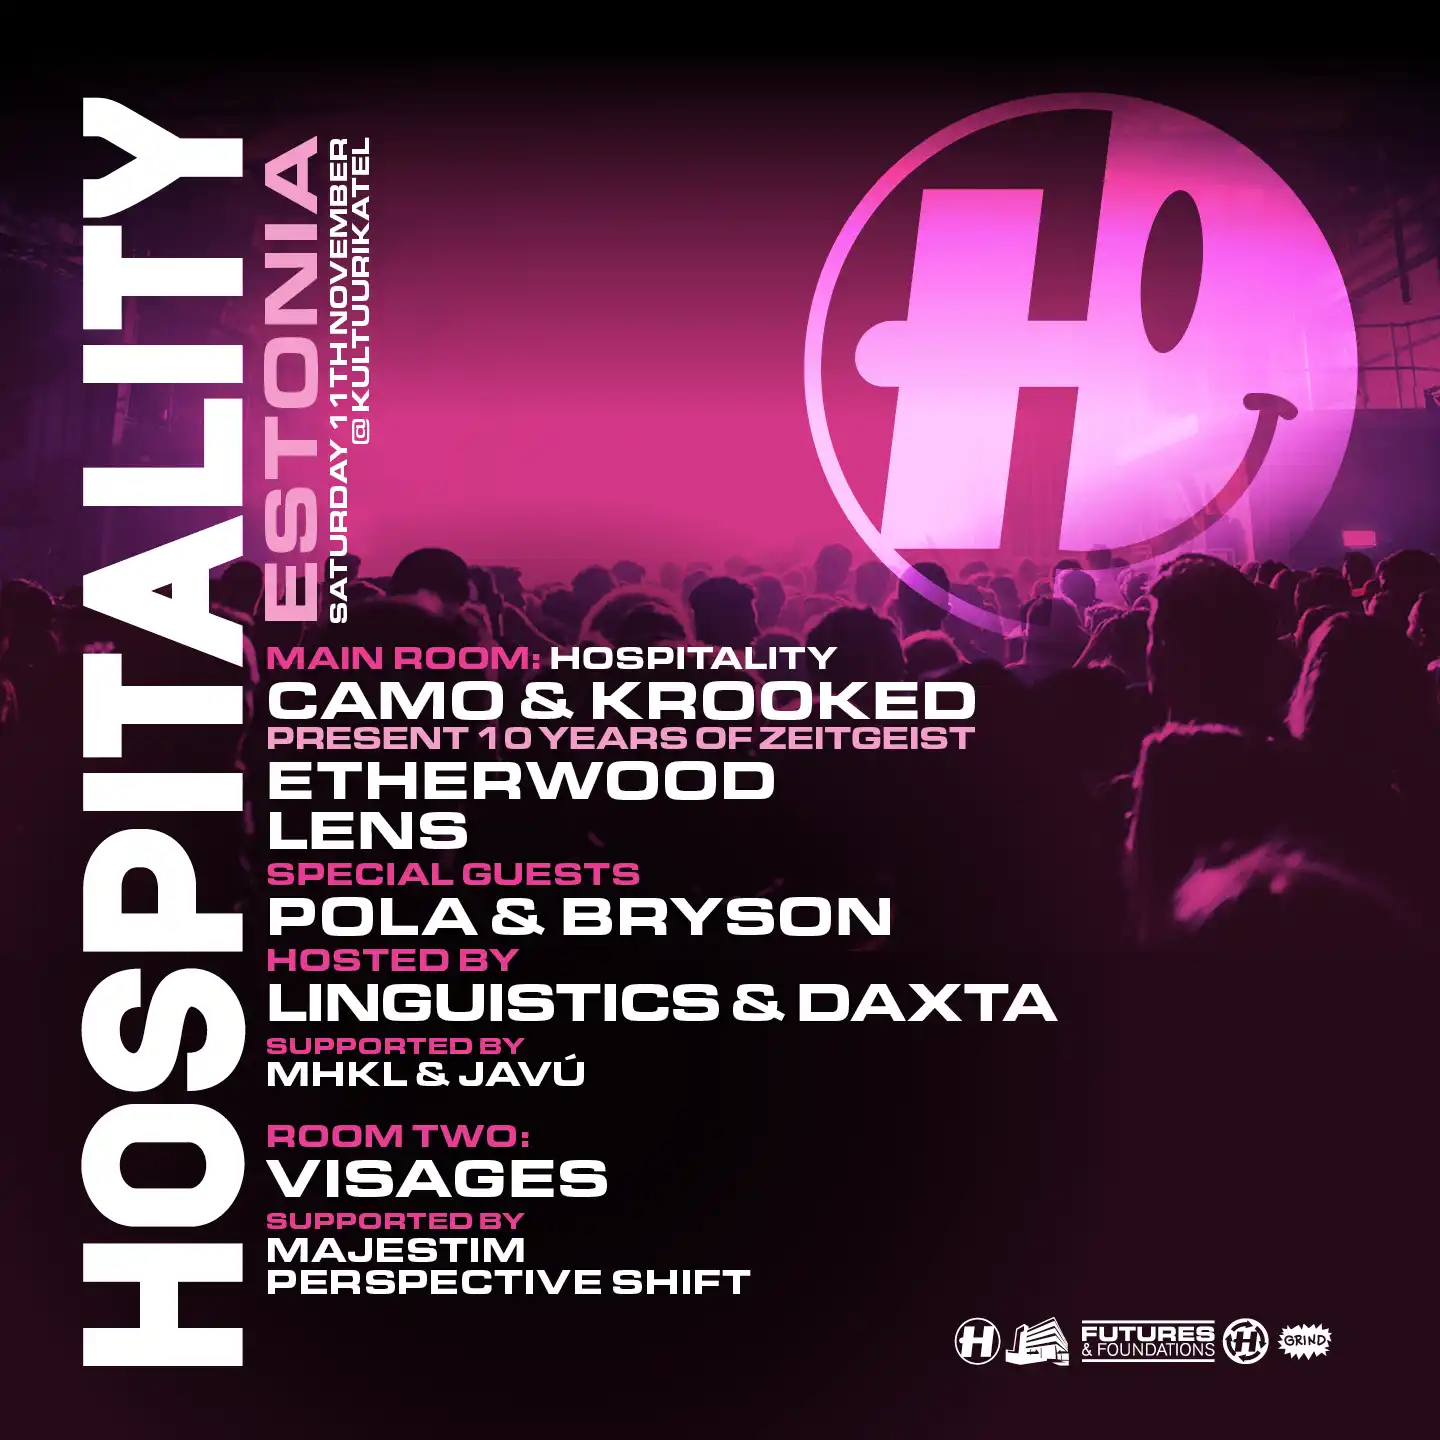 HOSPITALITY
ESTONIA
SATURDAY 11TH NOVEMBER
@KULTUURIKATEL
H
MAIN ROOM: HOSPITALITY
CAMO & KROOKED
PRESENT 10 YEARS OF ZEITGEIST
ETHERWOOD
LENS
SPECIAL GUESTS
POLA & BRYSON
HOSTED BY
LINGUISTICS & DAXTA
SUPPORTED BY
MHKL & JAVÚ
ROOM TWO:
VISAGES
SUPPORTED BY
MAJESTIM
PERSPECTIVE SHIFT
H
FUTURES
& FOUNDATIONS
H
GRIND